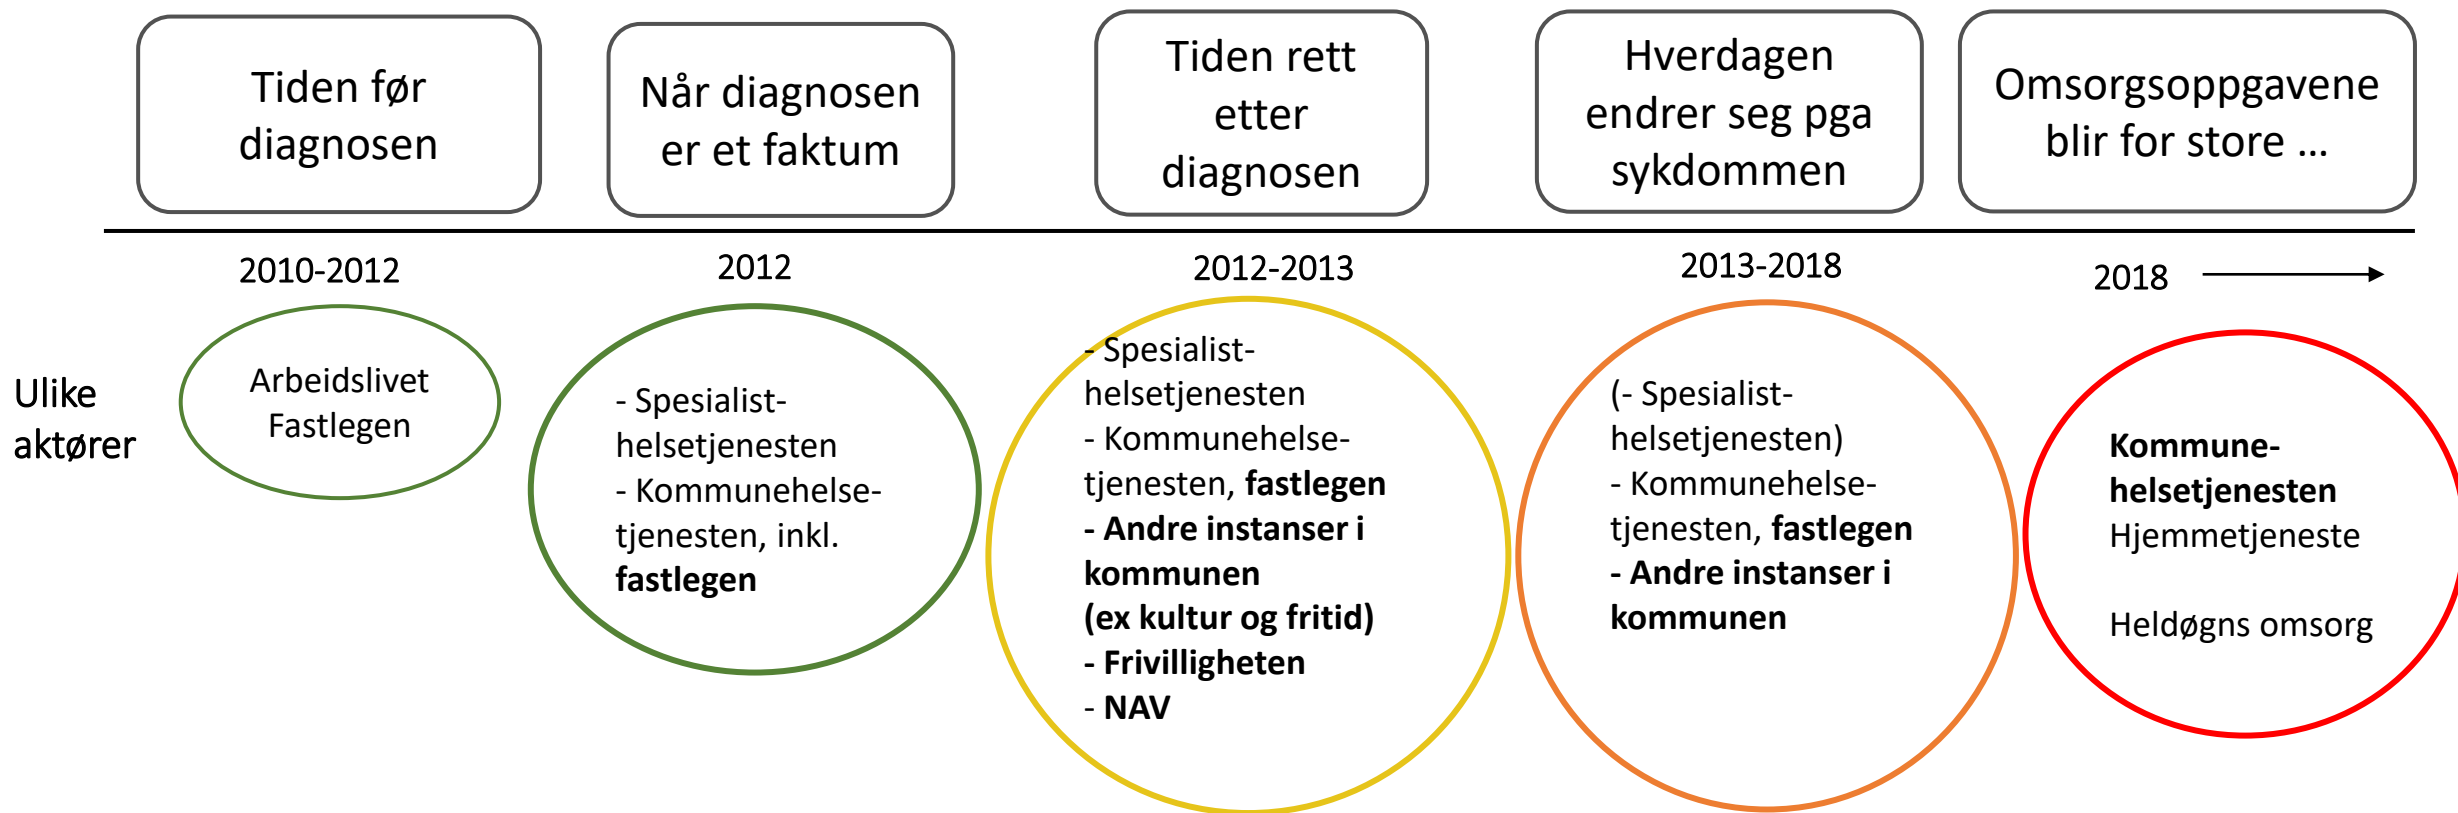 Tiden før
diagnosen
Når diagnosen
er et faktum
Tiden rett
etter
diagnosen
Hverdagen
endrer seg pga
sykdommen
Omsorgsoppgavene
blir for store ...
2010-2012
2012
2012-2013
2013-2018
2018
Ulike
aktører
Arbeidslivet
Fastlegen
- Spesialist-
helsetjenesten
- Kommunehelse-
tjenesten, inkl.
fastlegen
- Spesialist-
helsetjenesten
- Kommunehelse-
tjenesten, fastlegen
- Andre instanser i
kommunen
(ex kultur og fritid)
- Frivilligheten
- NAV
(- Spesialist-
helsetjenesten)
- Kommunehelse-
tjenesten, fastlegen
- Andre instanser i
kommunen
Kommune-
helsetjenesten
Hjemmetjeneste
Heldøgns omsorg